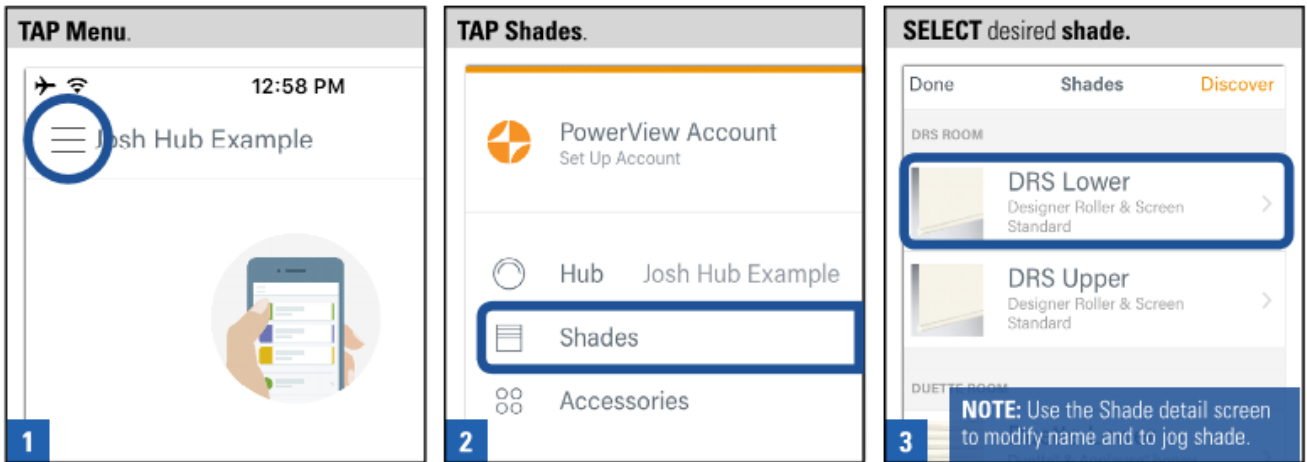 TAP Menu.
12:58 PM
Josh Hub Example
1
TAP Shades.
PowerView Account
Set Up Account
Hub Josh Hub Example
Shades
Accessories
2
SELECT desired shade.
Done Shades Discover
DRS ROOM
DRS Lower
Designer Roller & Screen
Standard
DRS Upper
Designer Roller & Screen
Standard
DUETTE ROOM
NOTE: Use the Shade detail screen
to modify name and to jog shade.
3